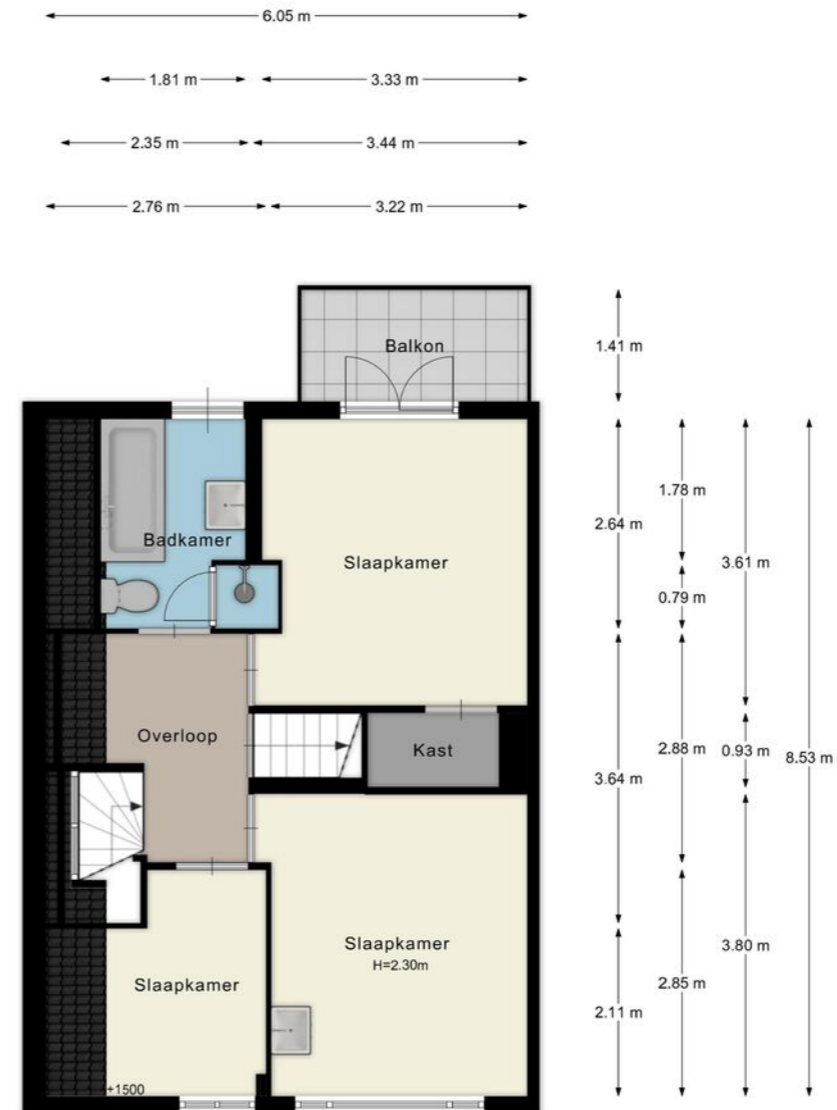 6.05 m
1.81 m
3.33 m
2.35 m
3.44 m
2.76 m
3.22 m
Balkon
1.41 m
Badkamer
Slaapkamer
2.64 m
1.78 m
3.61 m
0.79 m
Overloop
Kast
3.64 m
2.88 m
0.93 m
8.53 m
Slaapkamer
H=2.30m
Slaapkamer
3.80 m
2.85 m
2.11 m
+1500